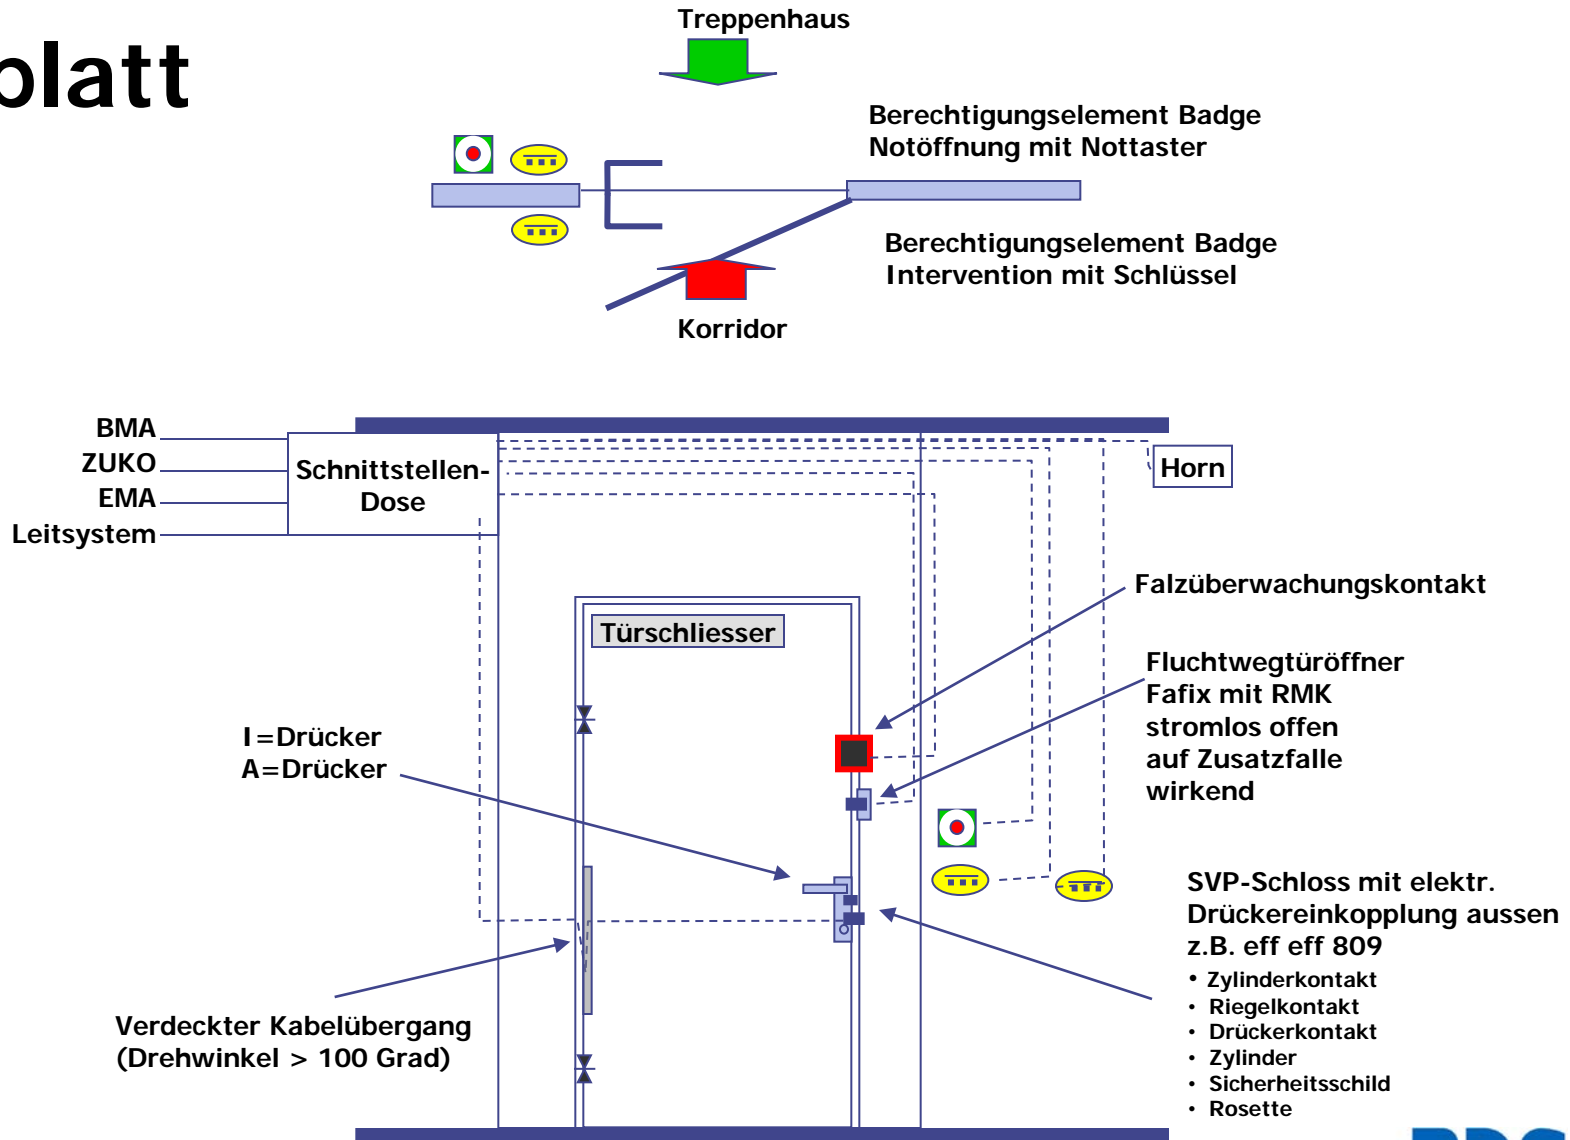 platt
Treppenhaus
Berechtigungselement Badge
Notöffnung mit Nottaster
Berechtigungselement Badge
Intervention mit Schlüssel
Korridor
BMA
ZUKO
EMA
Leitsystem
Schnittstellen-
Dose
Horn
Türschliesser
Falzüberwachungskontakt
Fluchtwegtüröffner
Fafix mit RMK
stromlos offen
auf Zusatzfalle
wirkend
I=Drücker
A=Drücker
SVP-Schloss mit elektr.
Drückereinkopplung aussen
z.B. eff eff 809
• Zylinderkontakt
• Riegelkontakt
• Drückerkontakt
• Zylinder
• Sicherheitsschild
• Rosette
Verdeckter Kabelübergang
(Drehwinkel > 100 Grad)